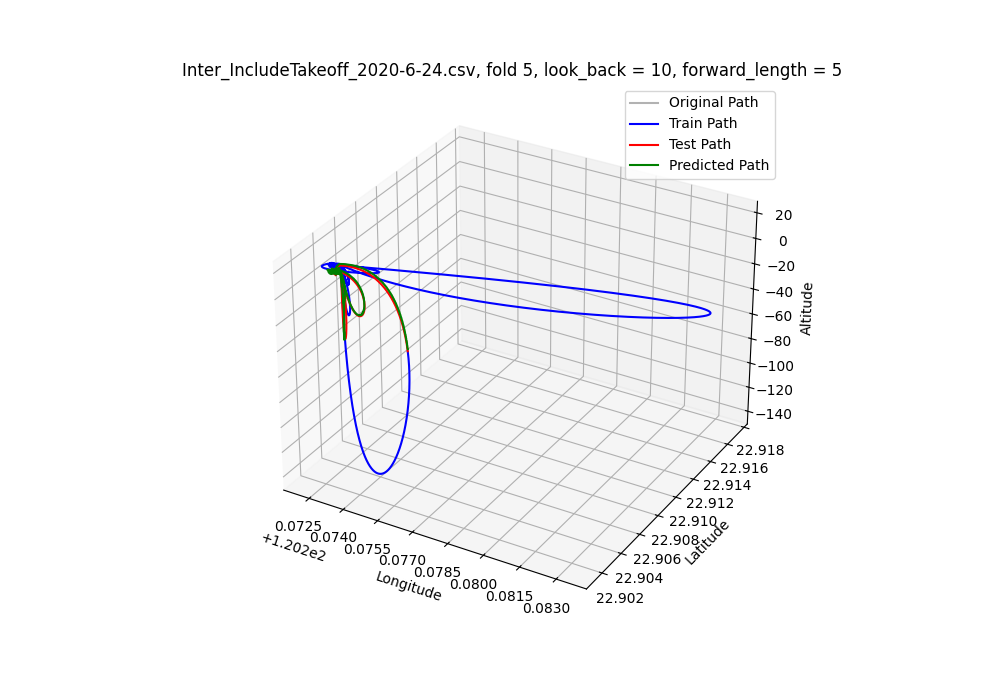 Inter_IncludeTakeoff_2020-6-24.csv, fold 5, look_back = 10, forward_length = 5
Original Path
Train Path
Test Path
Predicted Path
20
0
−20
−40
−60
−80
−100
−120
−140
Altitude
22.918
22.916
22.914
22.912
22.910
22.908
22.906
22.904
22.902
Latitude
0.0725
0.0740
0.0755
0.0770
0.0785
0.0800
0.0815
0.0830
+1.202e2
Longitude